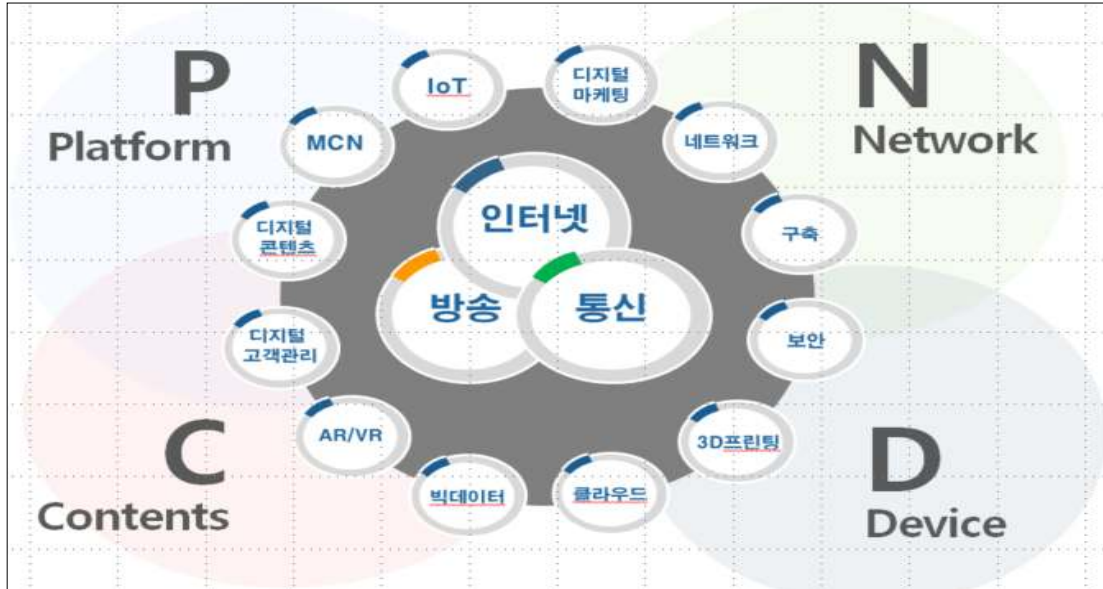 P
Platform
N
Network
IoT
디지털
마케팅
MCN
네트워크
디지털
콘텐츠
구축
인터넷
방송
통신
디지털
고객관리
보안
AR/VR
3D프린팅
빅데이터
클라우드
C
Contents
D
Device